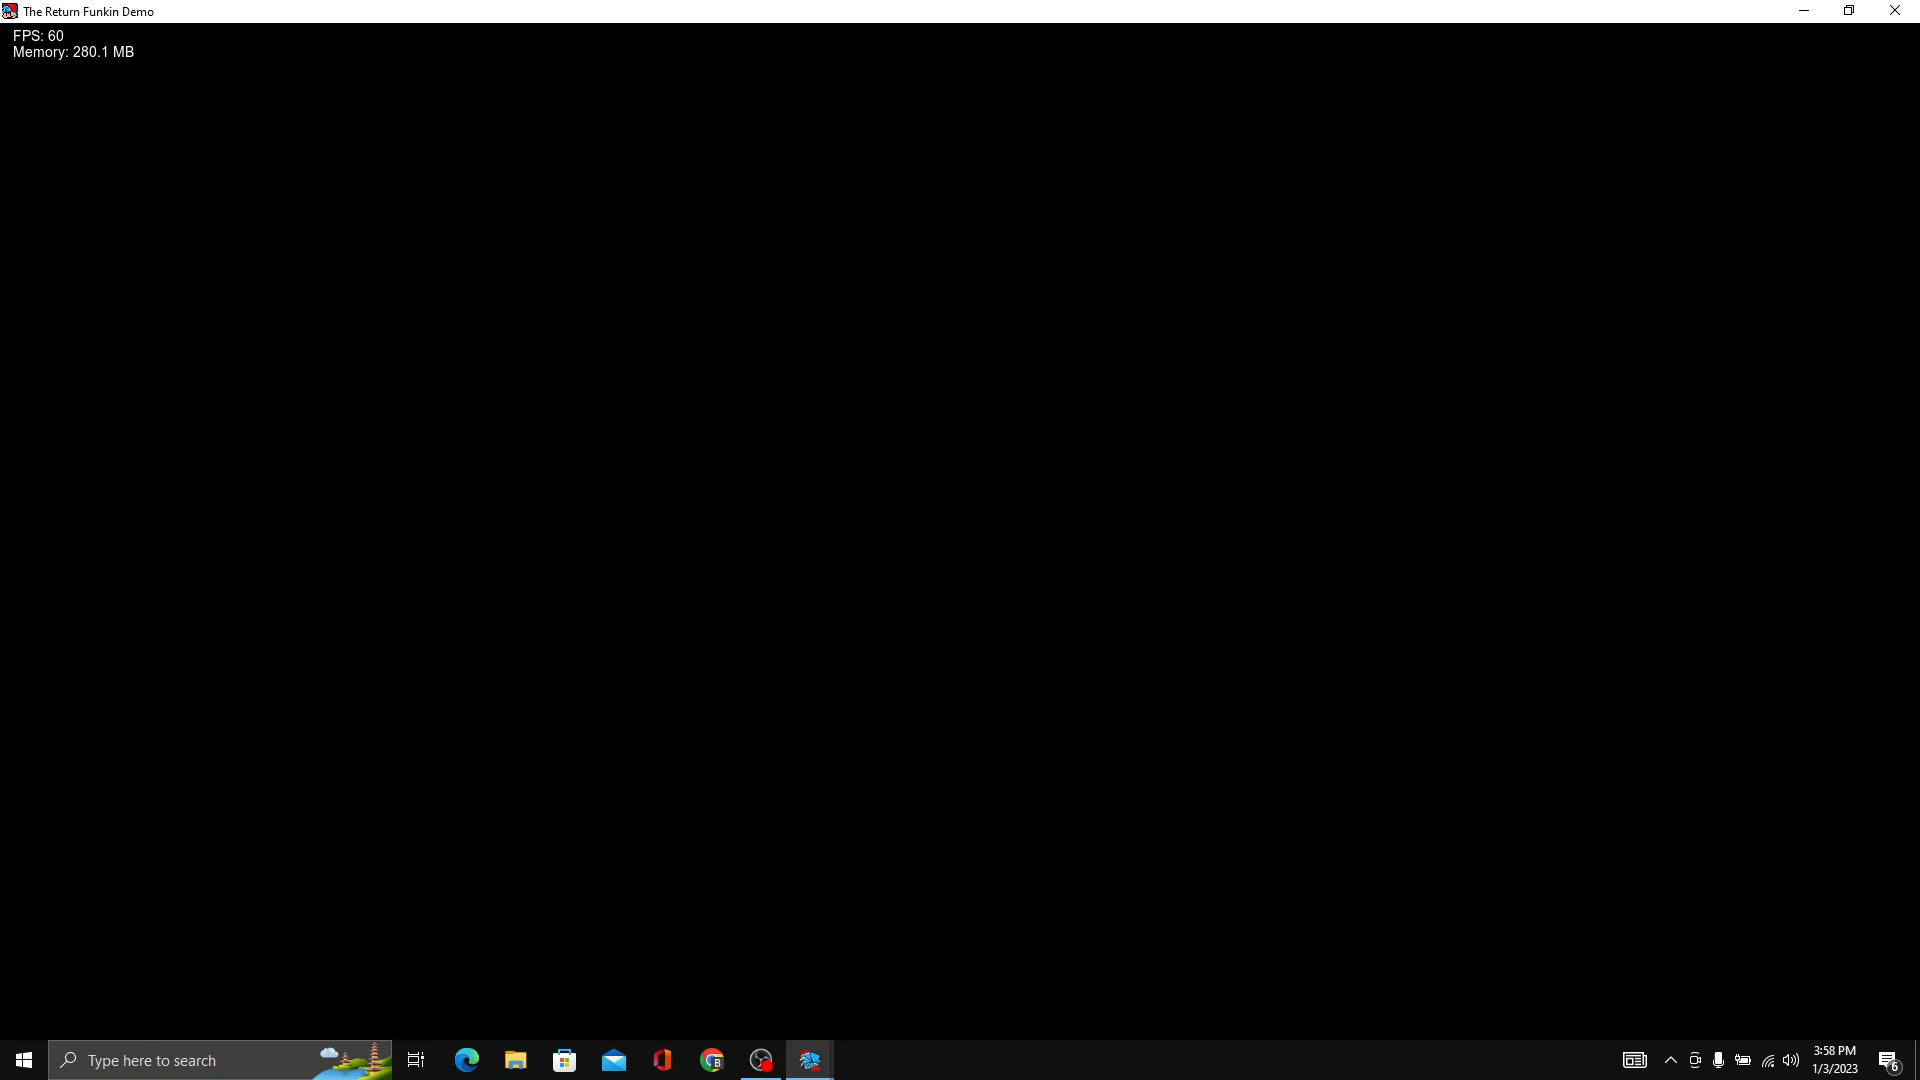 The Return Funkin Demo
FPS: 60
Memory: 280.1 MB
Type here to search
B
3:58 PM
1/3/2023
6